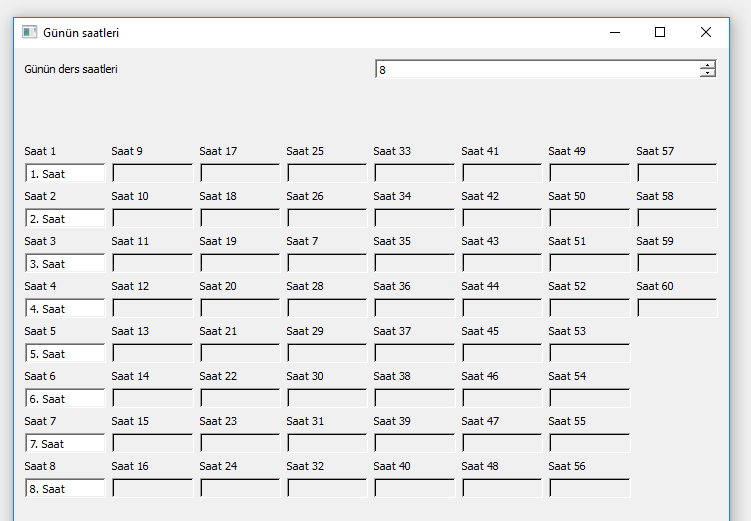 Günün saatleri
Günün ders saatleri 8
Saat 1 Saat 9 Saat 17 Saat 25 Saat 33 Saat 41 Saat 49 Saat 57
1. Saat
Saat 2 Saat 10 Saat 18 Saat 26 Saat 34 Saat 42 Saat 50 Saat 58
2. Saat
Saat 3 Saat 11 Saat 19 Saat 7 Saat 35 Saat 43 Saat 51 Saat 59
3. Saat
Saat 4 Saat 12 Saat 20 Saat 28 Saat 36 Saat 44 Saat 52 Saat 60
4. Saat
Saat 5 Saat 13 Saat 21 Saat 29 Saat 37 Saat 45 Saat 53
5. Saat
Saat 6 Saat 14 Saat 22 Saat 30 Saat 38 Saat 46 Saat 54
6. Saat
Saat 7 Saat 15 Saat 23 Saat 31 Saat 39 Saat 47 Saat 55
7. Saat
Saat 8 Saat 16 Saat 24 Saat 32 Saat 40 Saat 48 Saat 56
8. Saat